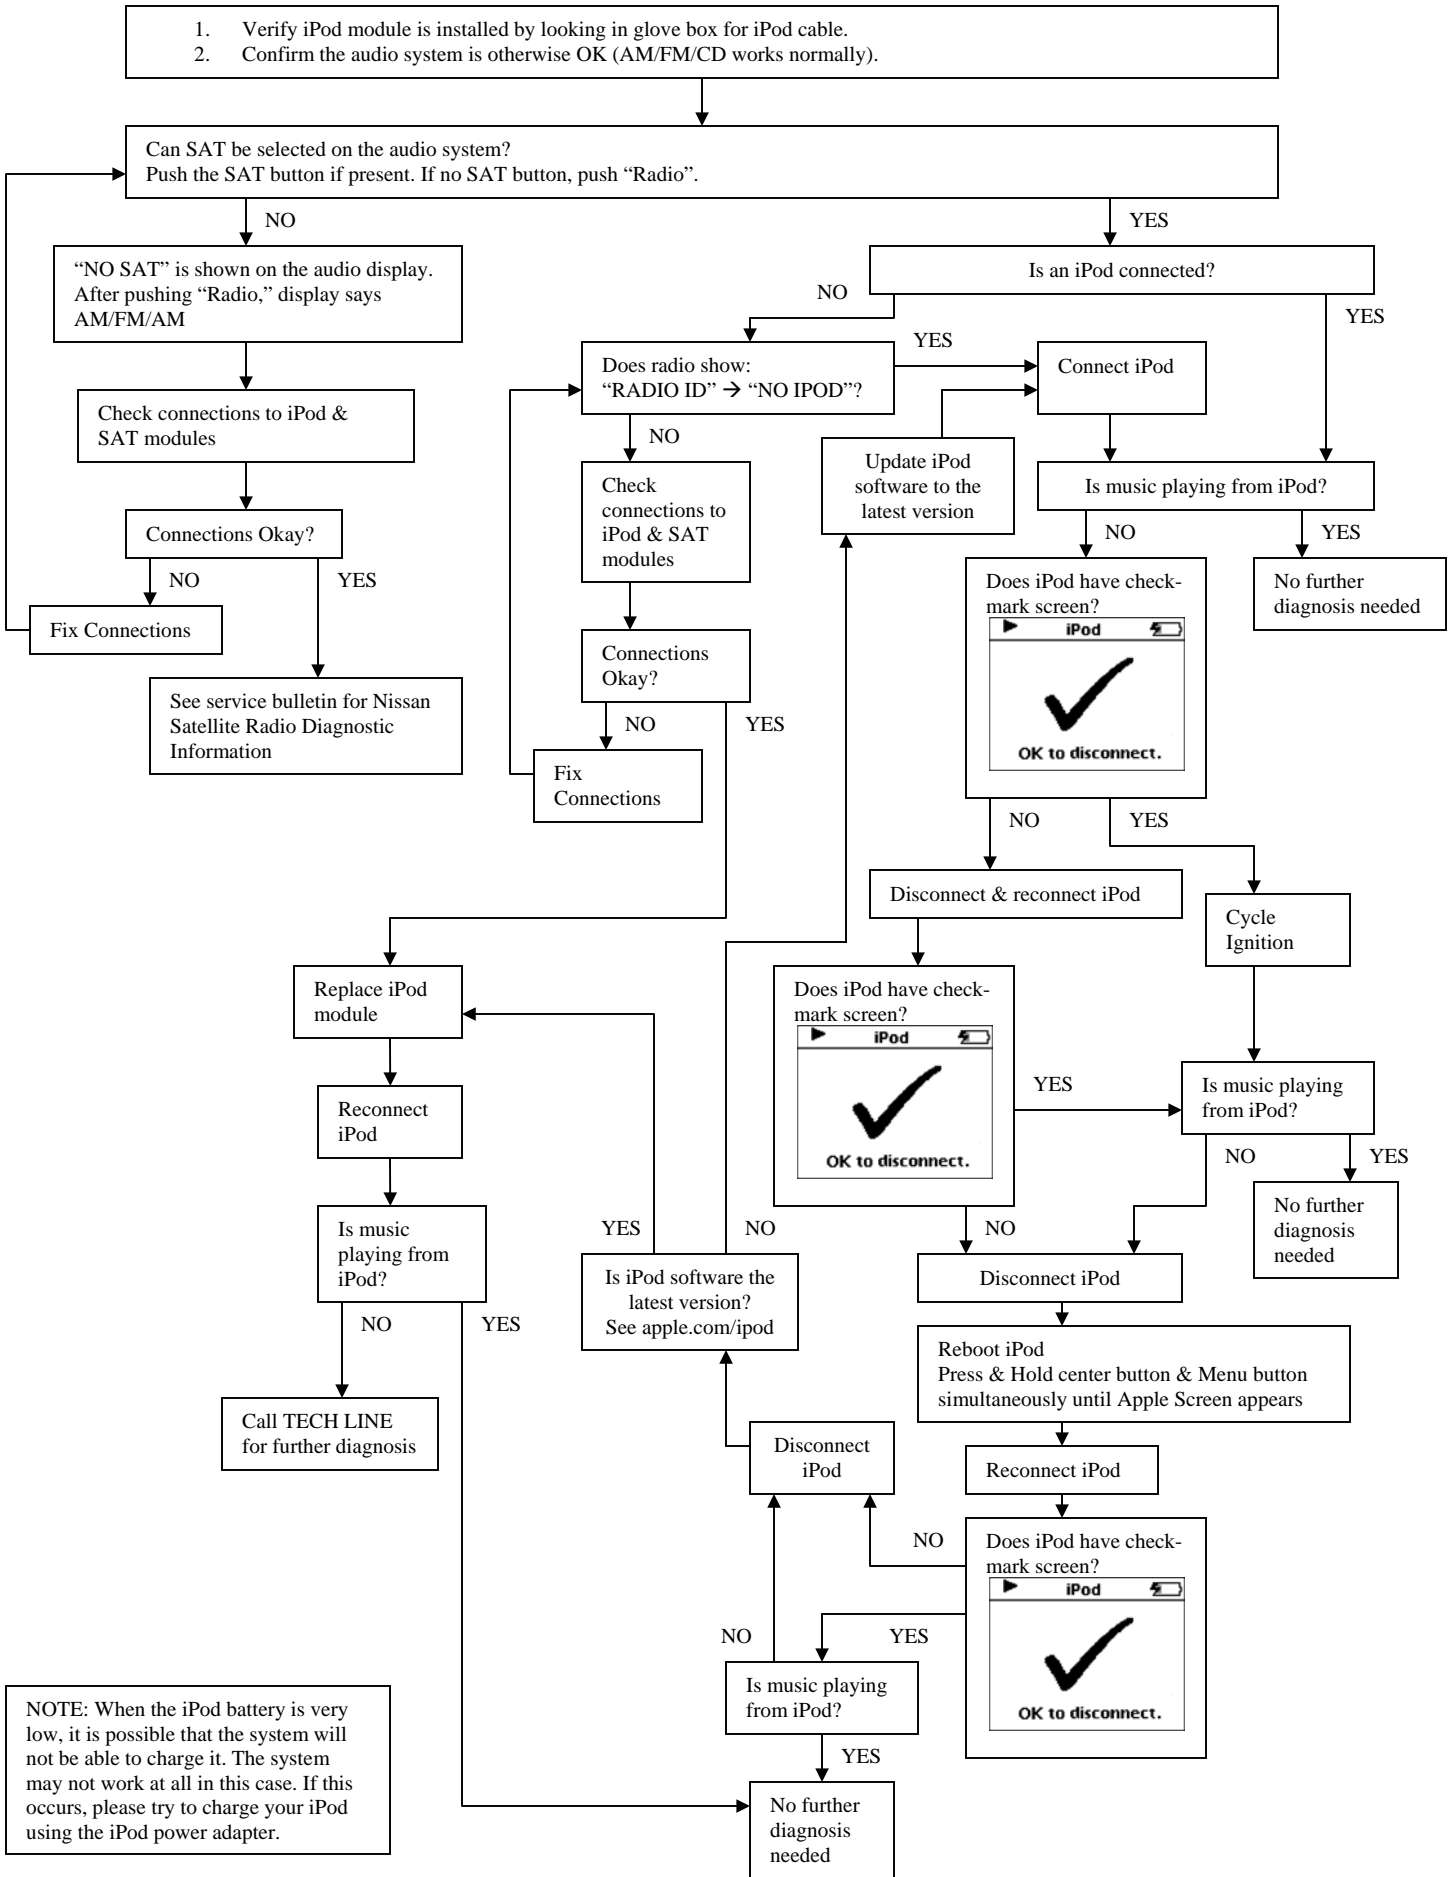 1. Verify iPod module is installed by looking in glove box for iPod cable.
2. Confirm the audio system is otherwise OK (AM/FM/CD works normally).
Can SAT be selected on the audio system?
Push the SAT button if present. If no SAT button, push “Radio”.
NO
YES
“NO SAT” is shown on the audio display.
After pushing “Radio,” display says
AM/FM/AM
Check connections to iPod &
SAT modules
Connections Okay?
NO
YES
Fix Connections
See service bulletin for Nissan
Satellite Radio Diagnostic
Information
Is an iPod connected?
NO
YES
Does radio show:
“RADIO ID” → “NO IPOD”?
YES
NO
Connect iPod
Check
connections to
iPod & SAT
modules
Update iPod
software to the
latest version
Is music playing from iPod?
NO
YES
No further
diagnosis needed
Connections
Okay?
NO
YES
Fix
Connections
Does iPod have check-
mark screen?
iPod
OK to disconnect.
NO
YES
Disconnect & reconnect iPod
Cycle
Ignition
Replace iPod
module
Does iPod have check-
mark screen?
iPod
OK to disconnect.
YES
NO
Is music playing
from iPod?
NO
YES
No further
diagnosis
needed
Reconnect
iPod
Is music
playing from
iPod?
NO
YES
Call TECH LINE
for further diagnosis
YES
NO
Is iPod software the
latest version?
See apple.com/ipod
Disconnect iPod
Reboot iPod
Press & Hold center button & Menu button
simultaneously until Apple Screen appears
Disconnect
iPod
Reconnect iPod
NO
Does iPod have check-
mark screen?
iPod
OK to disconnect.
NO
YES
Is music playing
from iPod?
YES
No further
diagnosis
needed
NOTE: When the iPod battery is very
low, it is possible that the system will
not be able to charge it. The system
may not work at all in this case. If this
occurs, please try to charge your iPod
using the iPod power adapter.